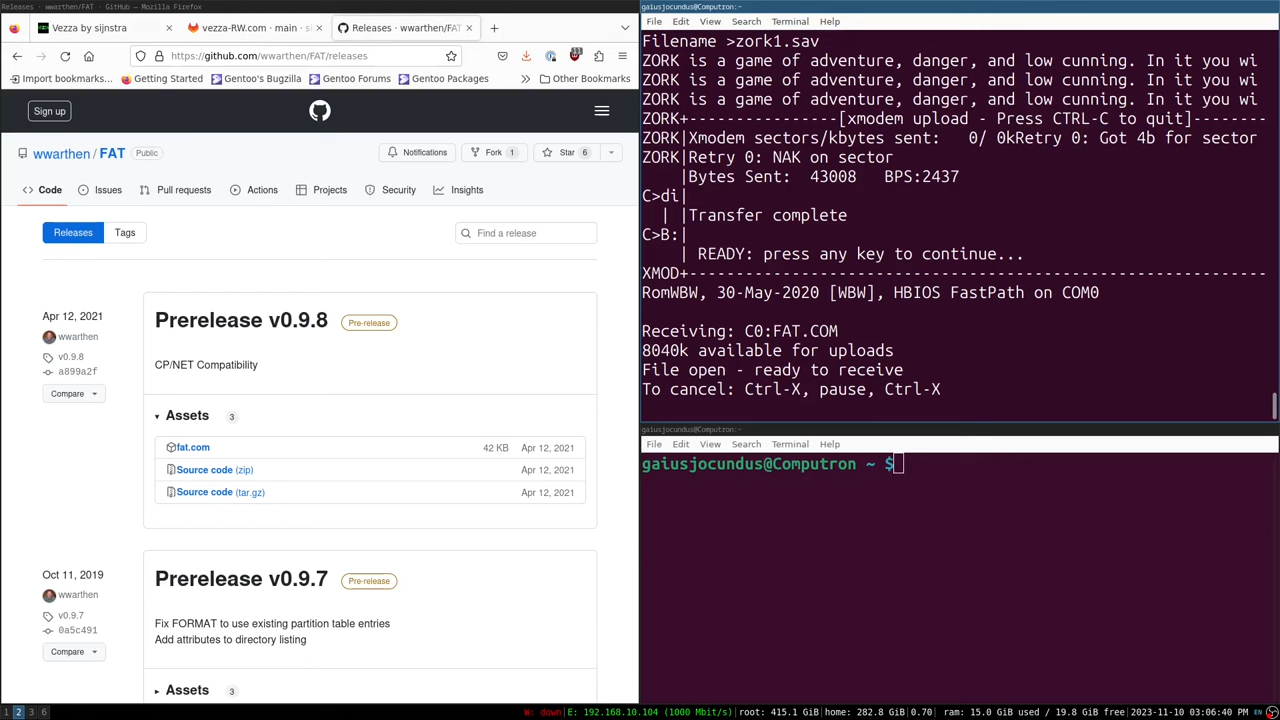 Releases · wwarthen/FAT · GitHub — Mozilla Firefox
Vezza by sijnstra
vezza-RW.com · main · s
Releases · wwarthen/FAT
https://github.com/wwarthen/FAT/releases
Import bookmarks...
Getting Started
Gentoo's Bugzilla
Gentoo Forums
Gentoo Packages
Other Bookmarks
Sign up
wwarthen / FAT
Public
Notifications
Fork 1
Star 6
Code
Issues
Pull requests
Actions
Projects
Security
Insights
Releases
Tags
Find a release
Apr 12, 2021
wwarthen
v0.9.8
a899a2f
Compare
Prerelease v0.9.8
Pre-release
CP/NET Compatibility
Assets 3
fat.com 42 KB Apr 12, 2021
Source code (zip) Apr 12, 2021
Source code (tar.gz) Apr 12, 2021
Oct 11, 2019
wwarthen
v0.9.7
0a5c491
Compare
Prerelease v0.9.7
Pre-release
Fix FORMAT to use existing partition table entries
Add attributes to directory listing
Assets 3
gaiusjocundus@Computron:~
File Edit View Search Terminal Help
Filename >zork1.sav
ZORK is a game of adventure, danger, and low cunning. In it you wi
ZORK is a game of adventure, danger, and low cunning. In it you wi
ZORK is a game of adventure, danger, and low cunning. In it you wi
ZORK+----------------[xmodem upload - Press CTRL-C to quit]--------
ZORK|Xmodem sectors/kbytes sent:   0/ 0kRetry 0: Got 4b for sector
ZORK|Retry 0: NAK on sector
|Bytes Sent:  43008   BPS:2437
C>di|
| |Transfer complete
C>B:|
| READY: press any key to continue...
XMOD+--------------------------------------------------------------
RomWBW, 30-May-2020 [WBW], HBIOS FastPath on COM0
Receiving: C0:FAT.COM
8040k available for uploads
File open - ready to receive
To cancel: Ctrl-X, pause, Ctrl-X
gaiusjocundus@Computron:~
File Edit View Search Terminal Help
gaiusjocundus@Computron ~ $
1 2 3 6
W: down|E: 192.168.10.104 (1000 Mbit/s)|root: 415.1 GiB|home: 282.8 GiB|0.70| ram: 15.0 GiB used / 19.8 GiB free|2023-11-10 03:06:40 PM EN